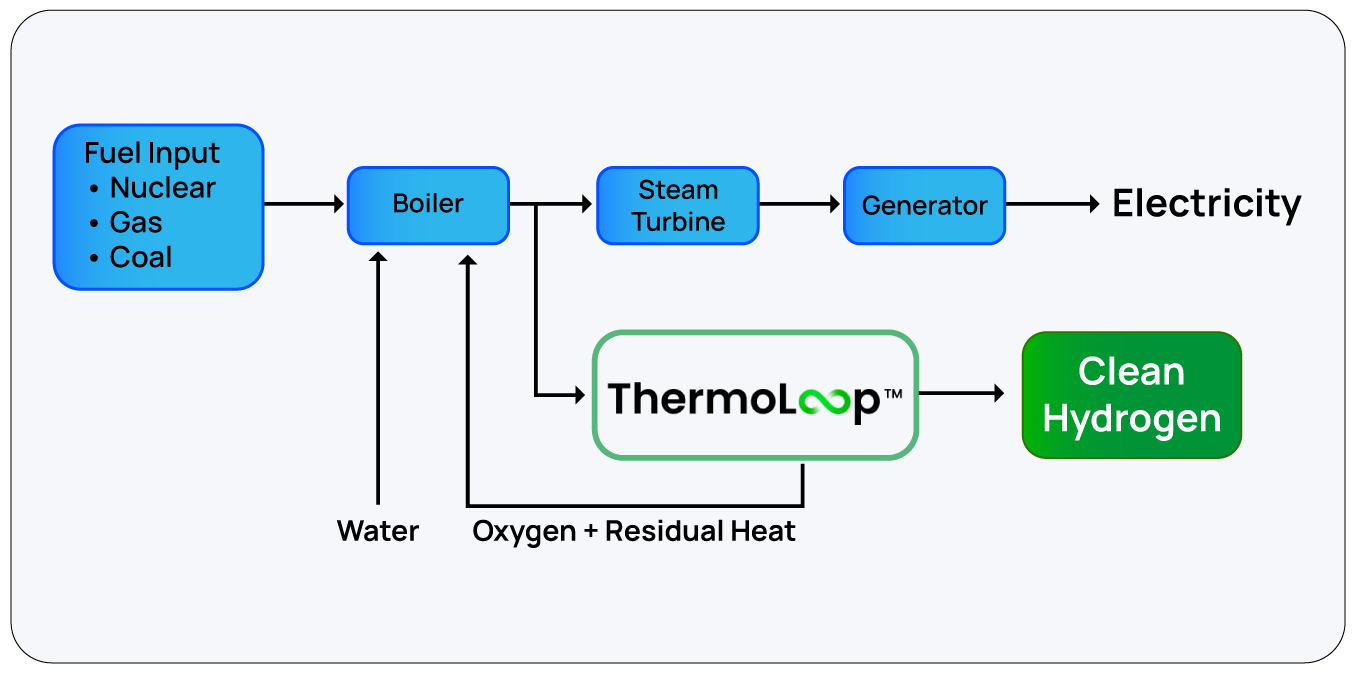 Fuel Input
• Nuclear
• Gas
• Coal
Boiler
Steam
Turbine
Generator
Electricity
ThermoLoop™
Clean
Hydrogen
Water
Oxygen + Residual Heat